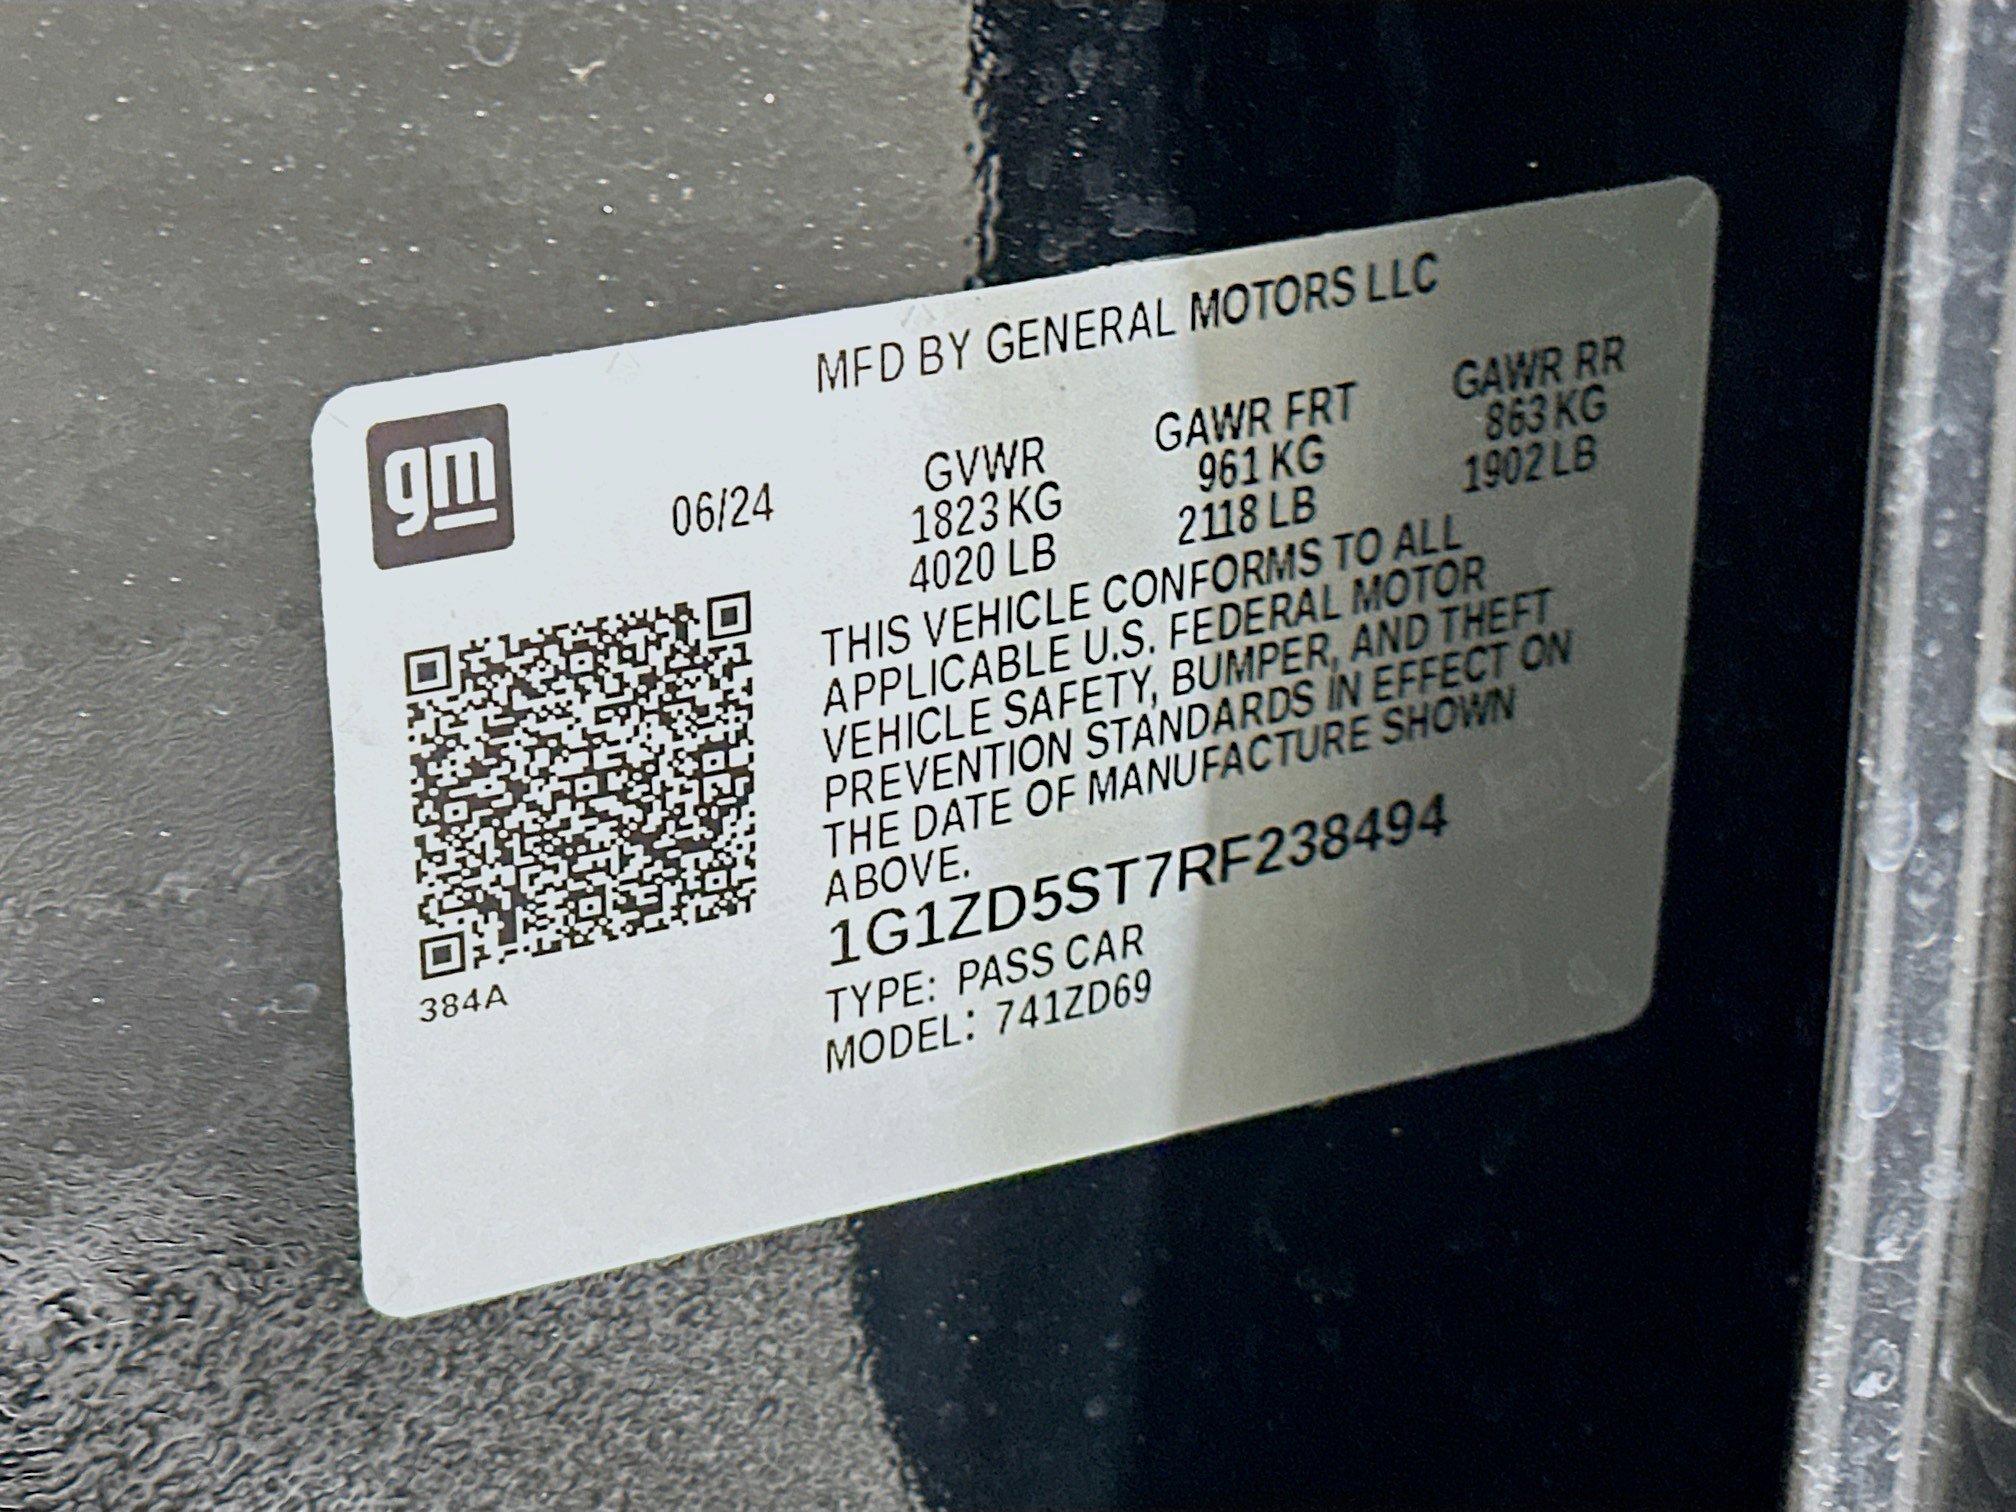 MFD BY GENERAL MOTORS LLC
gm
06/24
GVWR
1823 KG
4020 LB
GAWR FRT
961 KG
2118 LB
GAWR RR
863 KG
1902 LB
THIS VEHICLE CONFORMS TO ALL
APPLICABLE U.S. FEDERAL MOTOR
VEHICLE SAFETY, BUMPER, AND THEFT
PREVENTION STANDARDS IN EFFECT ON
THE DATE OF MANUFACTURE SHOWN
ABOVE.
1G1ZD5ST7RF238494
TYPE: PASS CAR
MODEL: 741ZD69
384A